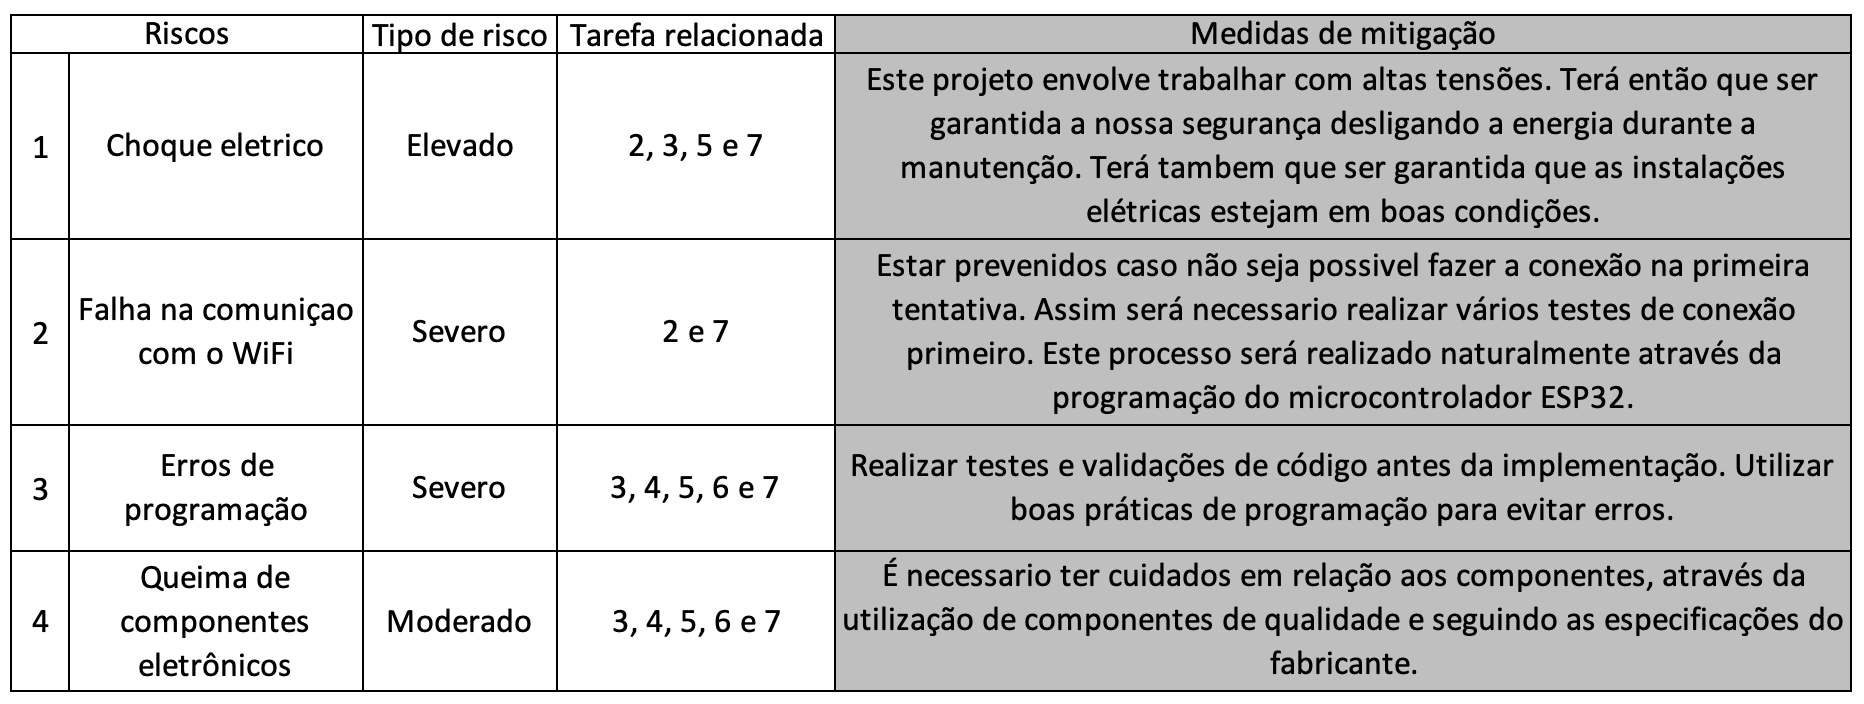 Riscos
Tipo de risco
Tarefa relacionada
Medidas de mitigação
1
Choque eletrico
Elevado
2, 3, 5 e 7
Este projeto envolve trabalhar com altas tensões. Terá então que ser
garantida a nossa segurança desligando a energia durante a
manutenção. Terá tambem que ser garantida que as instalações
elétricas estejam em boas condições.
2
Falha na comuniçao
com o WiFi
Severo
2 e 7
Estar prevenidos caso não seja possivel fazer a conexão na primeira
tentativa. Assim será necessario realizar vários testes de conexão
primeiro. Este processo será realizado naturalmente através da
programação do microcontrolador ESP32.
3
Erros de
programação
Severo
3, 4, 5, 6 e 7
Realizar testes e validações de código antes da implementação. Utilizar
boas práticas de programação para evitar erros.
4
Queima de
componentes
eletrônicos
Moderado
3, 4, 5, 6 e 7
É necessario ter cuidados em relação aos componentes, através da
utilização de componentes de qualidade e seguindo as especificações do
fabricante.